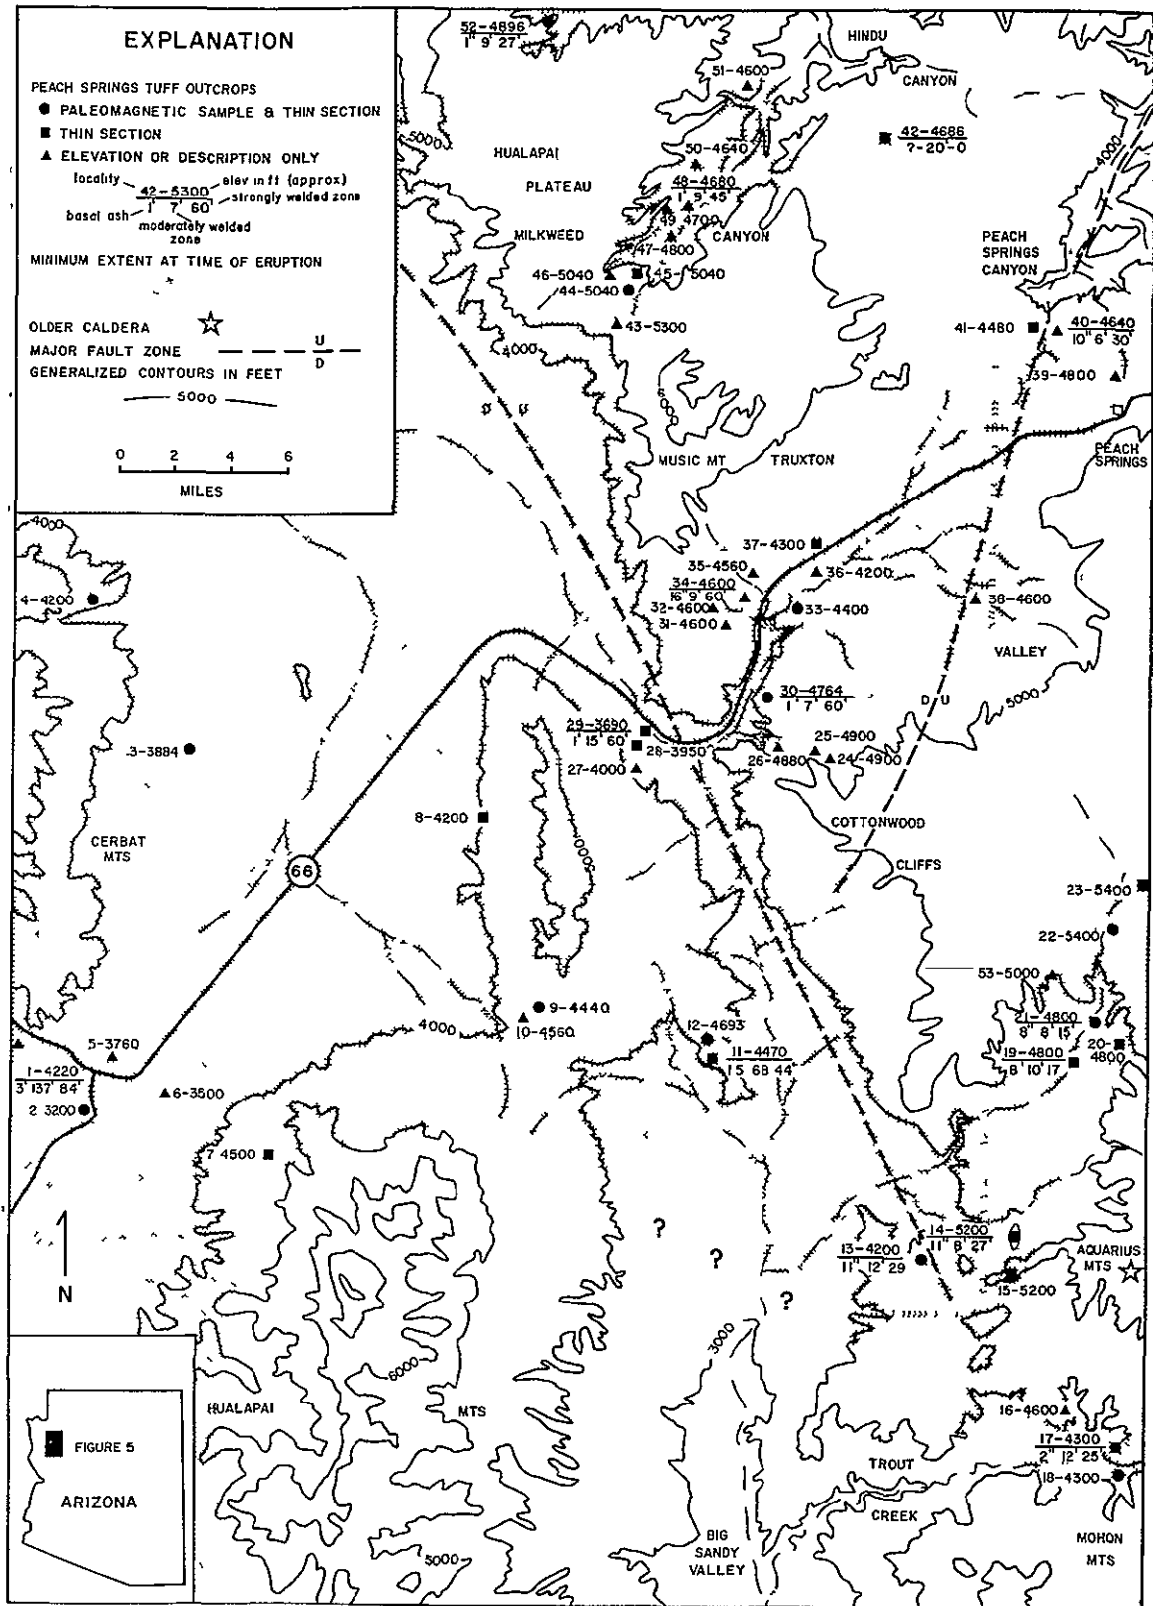 EXPLANATION
PEACH SPRINGS TUFF OUTCROPS
PALEOMAGNETIC SAMPLE & THIN SECTION
THIN SECTION
ELEVATION OR DESCRIPTION ONLY
locality
42-5300
elev in ft (approx)
1' 7' 60'
strongly welded zone
basal ash
moderately welded
zone
MINIMUM EXTENT AT TIME OF ERUPTION
OLDER CALDERA
MAJOR FAULT ZONE
U
D
GENERALIZED CONTOURS IN FEET
5000
0 2 4 6
MILES
52-4896
1" 9' 27'
HINDU
CANYON
51-4600
5000
HUALAPAI
PLATEAU
50-4640
42-4686
?-20'-0
4000
48-4680
1' 9' 45'
49 4700
MILKWEED
CANYON
47-4800
PEACH
SPRINGS
CANYON
46-5040
45-5040
44-5040
43-5300
4000
41-4480
40-4640
10" 6' 30'
39-4800
6000
MUSIC MT
TRUXTON
PEACH
SPRINGS
4000
37-4300
35-4560
36-4200
34-4600
16" 9' 60'
4-4200
32-4600
33-4400
38-4600
31-4600
VALLEY
30-4764
1' 7' 60'
D U
5000
29-3690
1' 15' 60'
3-3884
28-3950
25-4900
26-4880
24-4900
27-4000
8-4200
COTTONWOOD
CERBAT
MTS
CLIFFS
66
23-5400
22-5400
53-5000
9-4440
4000
10-4560
12-4693
-4800
8" 8' 15'
11-4470
1 5 68 44
20-
4800
5-3760
19-4800
8' 10' 17
1-4220
3' 137' 84'
6-3500
2 3200
7 4500
?
?
?
14-5200
11" 8' 27'
13-4200
11" 12' 29
AQUARIUS
MTS
15-5200
N
3000
6000
HUALAPAI
MTS
16-4600
FIGURE 5
17-4300
2" 12' 25'
TROUT
18-4300
ARIZONA
CREEK
5000
BIG
SANDY
VALLEY
MOHON
MTS